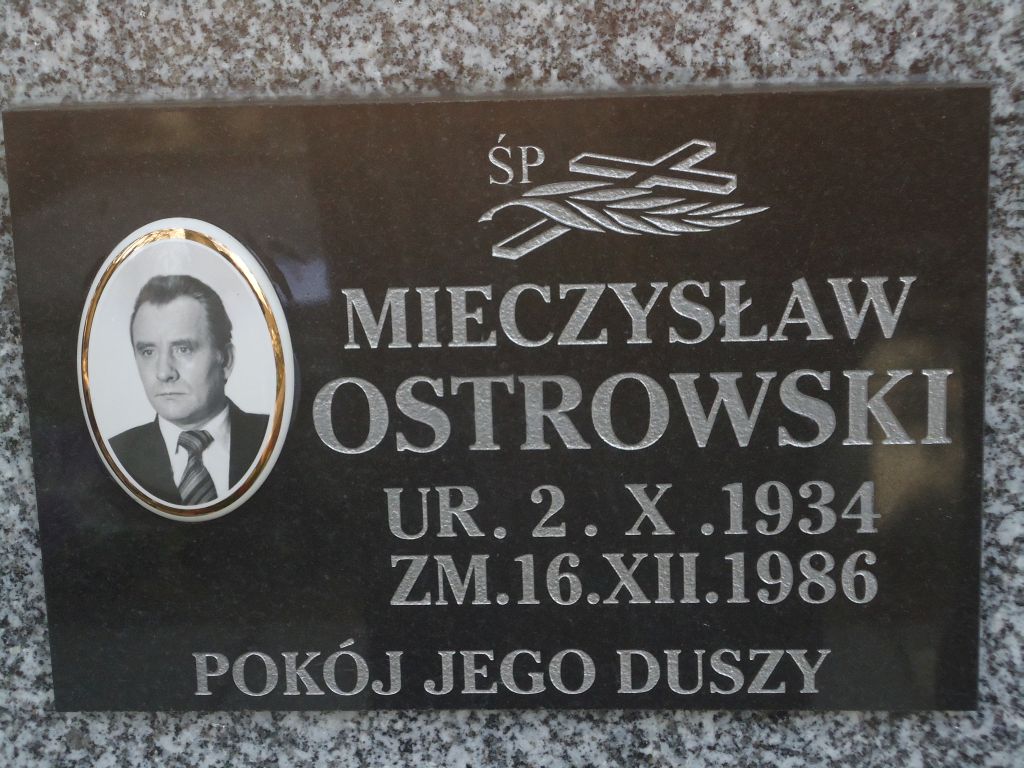 ŚP
MIECZYSŁAW
OSTROWSKI
UR. 2. X .1934
ZM.16.XII.1986
POKÓJ JEGO DUSZY